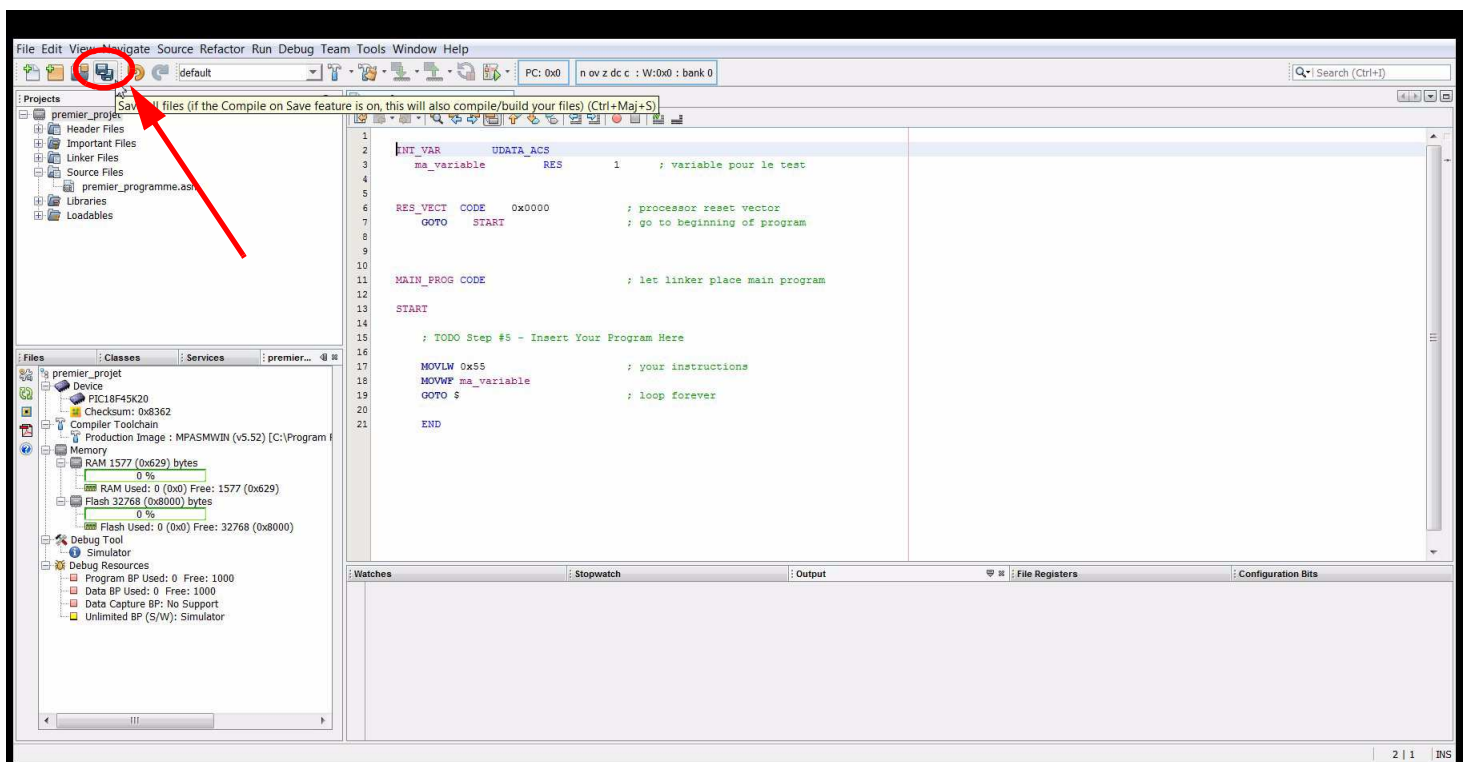 File Edit View Navigate Source Refactor Run Debug Team Tools Window Help
default
PC: 0x0
n ov z dc c : W:0x0 : bank 0
Search (Ctrl+I)
Projects
Save all files (if the Compile on Save feature is on, this will also compile/build your files) (Ctrl+Maj+S)
premier_projet
Header Files
Important Files
Linker Files
Source Files
premier_programme.asm
Libraries
Loadables
1
2 INT_VAR UDATA_ACS
3 ma_variable RES 1 ; variable pour le test
4
5
6 RES_VECT CODE 0x0000 ; processor reset vector
7 GOTO START ; go to beginning of program
8
9
10
11 MAIN_PROG CODE ; let linker place main program
12
13 START
14
15 ; TODO Step #5 - Insert Your Program Here
16
17 MOVLW 0x55 ; your instructions
18 MOVWF ma_variable
19 GOTO $ ; loop forever
20
21 END
Files Classes Services premier...
premier_projet
Device
PIC18F45K20
Checksum: 0x8362
Compiler Toolchain
Production Image : MPASMWIN (v5.52) [C:\Program F
Memory
RAM 1577 (0x629) bytes
0 %
RAM Used: 0 (0x0) Free: 1577 (0x629)
Flash 32768 (0x8000) bytes
0 %
Flash Used: 0 (0x0) Free: 32768 (0x8000)
Debug Tool
Simulator
Debug Resources
Program BP Used: 0 Free: 1000
Data BP Used: 0 Free: 1000
Data Capture BP: No Support
Unlimited BP (S/W): Simulator
Watches Stopwatch Output File Registers Configuration Bits
2 | 1 INS